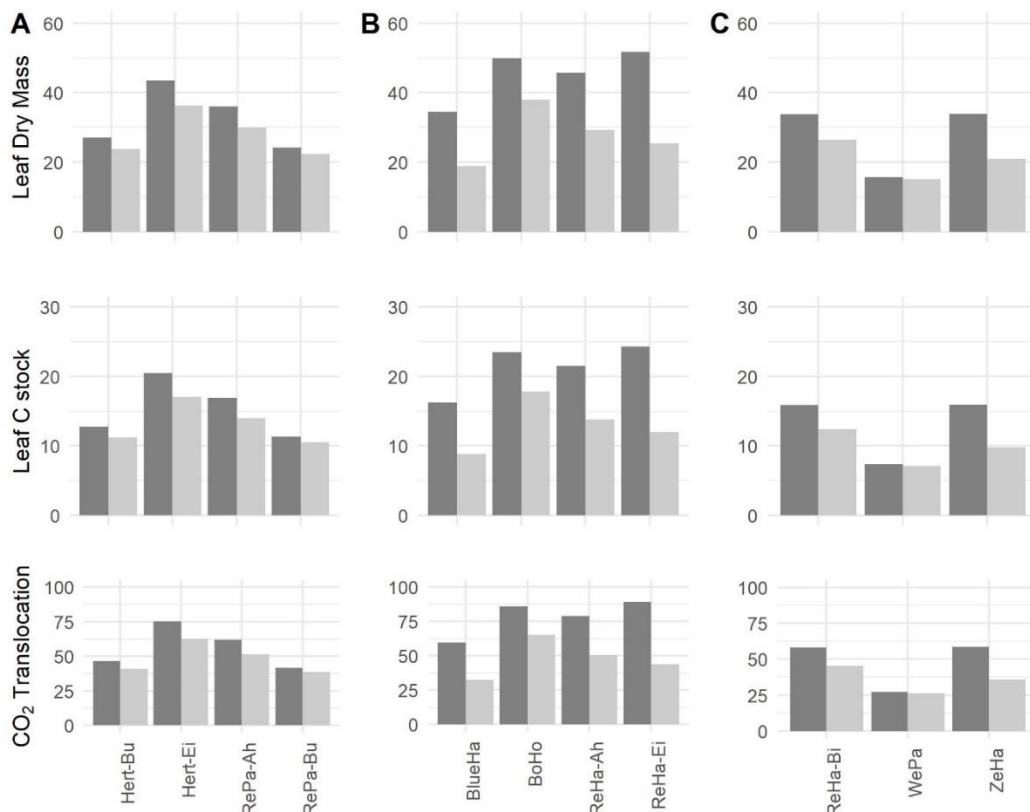 A
B
C
Leaf Dry Mass
60
40
20
0
60
40
20
0
60
40
20
0
Leaf C stock
30
20
10
0
30
20
10
0
30
20
10
0
CO₂ Translocation
100
75
50
25
0
100
75
50
25
0
100
75
50
25
0
Hert-Bu
Hert-Ei
RePa-Ah
RePa-Bu
BlueHa
BoHo
ReHa-Ah
ReHa-Ei
ReHa-Bi
WePa
ZeHa